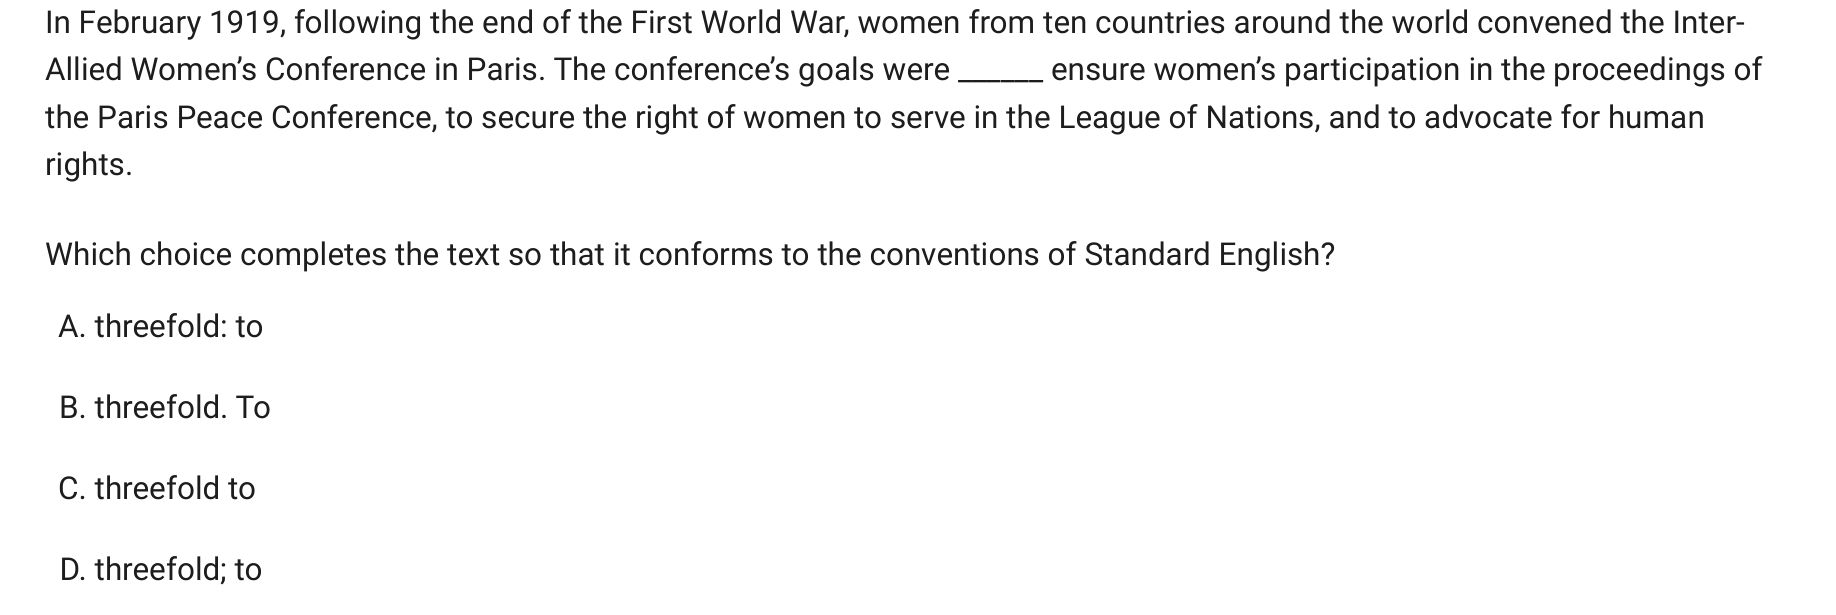 In February 1919, following the end of the First World War, women from ten countries around the world convened the Inter-
Allied Women’s Conference in Paris. The conference’s goals were ______ ensure women’s participation in the proceedings of
the Paris Peace Conference, to secure the right of women to serve in the League of Nations, and to advocate for human
rights.
Which choice completes the text so that it conforms to the conventions of Standard English?
A. threefold: to
B. threefold. To
C. threefold to
D. threefold; to